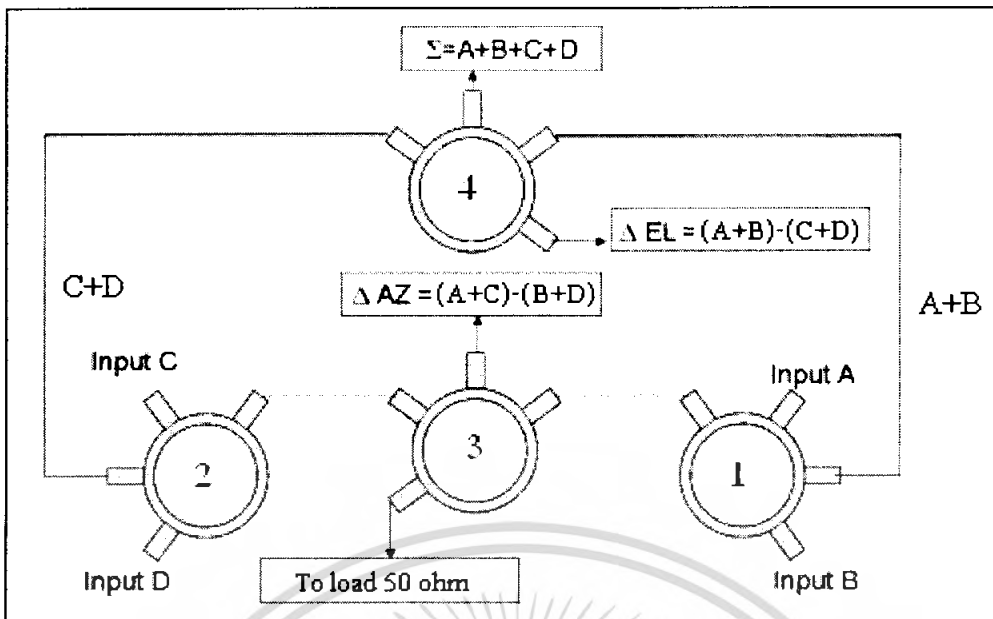 Σ=A+B+C+D
4
Δ EL = (A+B)-(C+D)
C+D
Δ AZ = (A+C)-(B+D)
A+B
Input C
Input A
2
3
1
Input D
To load 50 ohm
Input B